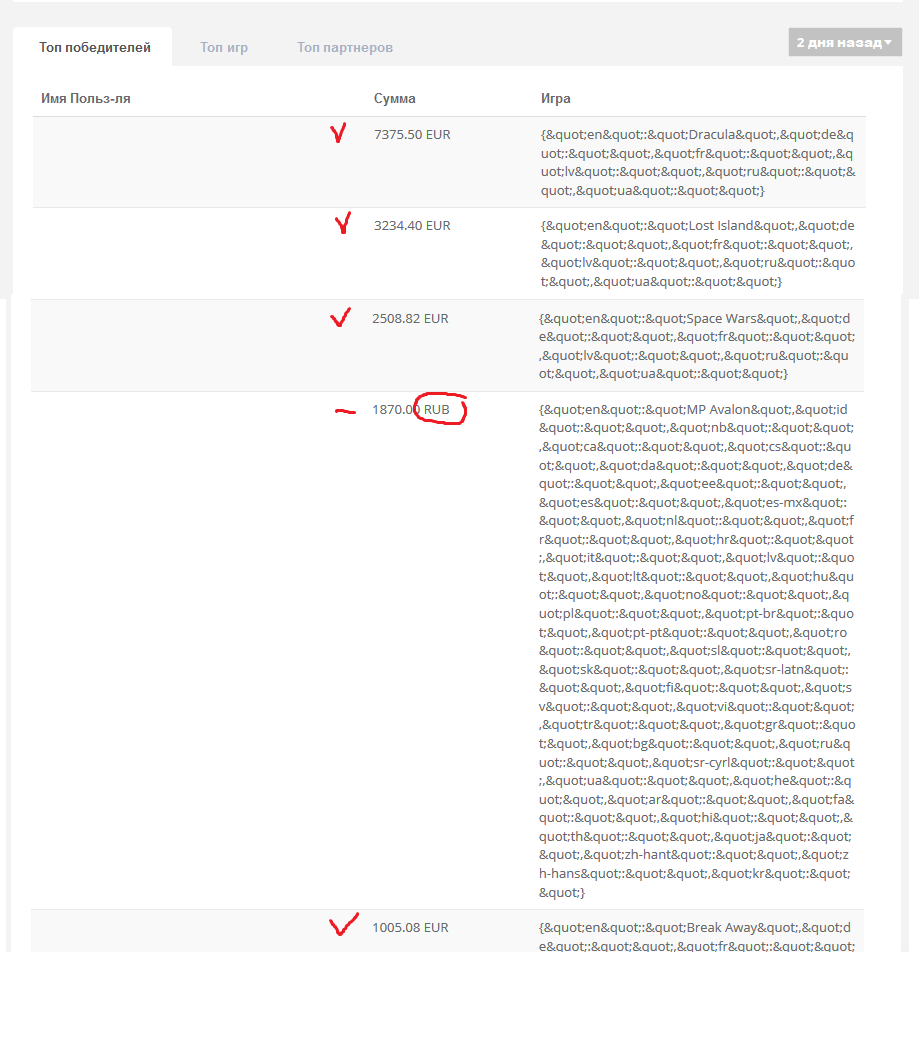 Топ победителей Топ игр Топ партнеров 2 дня назад
Имя Польз-ля Сумма Игра
7375.50 EUR {&quot;en&quot;:&quot;Dracula&quot;,&quot;de&q
uot;:&quot;&quot;,&quot;fr&quot;:&quot;&quot;,&q
uot;lv&quot;:&quot;&quot;,&quot;ru&quot;:&quot;&
quot;,&quot;ua&quot;:&quot;&quot;}
3234.40 EUR {&quot;en&quot;:&quot;Lost Island&quot;,&quot;de
&quot;:&quot;&quot;,&quot;fr&quot;:&quot;&quot;,
&quot;lv&quot;:&quot;&quot;,&quot;ru&quot;:&quo
t;&quot;,&quot;ua&quot;:&quot;&quot;}
2508.82 EUR {&quot;en&quot;:&quot;Space Wars&quot;,&quot;d
e&quot;:&quot;&quot;,&quot;fr&quot;:&quot;&quot;
,&quot;lv&quot;:&quot;&quot;,&quot;ru&quot;:&quo
t;&quot;,&quot;ua&quot;:&quot;&quot;}
1870.00 RUB {&quot;en&quot;:&quot;MP Avalon&quot;,&quot;id
&quot;:&quot;&quot;,&quot;nb&quot;:&quot;&quot;
,&quot;ca&quot;:&quot;&quot;,&quot;cs&quot;:&qu
ot;&quot;,&quot;da&quot;:&quot;&quot;,&quot;de&
quot;:&quot;&quot;,&quot;ee&quot;:&quot;&quot;,
&quot;es&quot;:&quot;&quot;,&quot;es-mx&quot;:
&quot;&quot;,&quot;nl&quot;:&quot;&quot;,&quot;f
r&quot;:&quot;&quot;,&quot;hr&quot;:&quot;&quot
;,&quot;it&quot;:&quot;&quot;,&quot;lv&quot;:&quo
t;&quot;,&quot;lt&quot;:&quot;&quot;,&quot;hu&qu
ot;:&quot;&quot;,&quot;no&quot;:&quot;&quot;,&q
uot;pl&quot;:&quot;&quot;,&quot;pt-br&quot;:&quo
t;&quot;,&quot;pt-pt&quot;:&quot;&quot;,&quot;ro
&quot;:&quot;&quot;,&quot;sl&quot;:&quot;&quot;,
&quot;sk&quot;:&quot;&quot;,&quot;sr-latn&quot;:
&quot;&quot;,&quot;fi&quot;:&quot;&quot;,&quot;s
v&quot;:&quot;&quot;,&quot;vi&quot;:&quot;&quot;
,&quot;tr&quot;:&quot;&quot;,&quot;gr&quot;:&quo
t;&quot;,&quot;bg&quot;:&quot;&quot;,&quot;ru&q
uot;:&quot;&quot;,&quot;sr-cyrl&quot;:&quot;&quot
;,&quot;ua&quot;:&quot;&quot;,&quot;he&quot;:&q
uot;&quot;,&quot;ar&quot;:&quot;&quot;,&quot;fa&
quot;:&quot;&quot;,&quot;hi&quot;:&quot;&quot;,&
quot;th&quot;:&quot;&quot;,&quot;ja&quot;:&quot;
&quot;,&quot;zh-hant&quot;:&quot;&quot;,&quot;z
h-hans&quot;:&quot;&quot;,&quot;kr&quot;:&quot;
&quot;}
1005.08 EUR {&quot;en&quot;:&quot;Break Away&quot;,&quot;d
e&quot;:&quot;&quot;,&quot;fr&quot;:&quot;&quot;